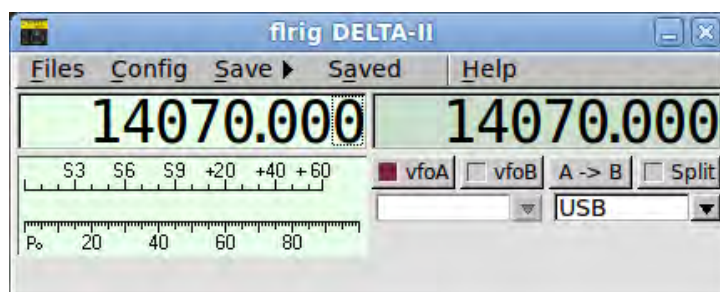 flrig DELTA-II
Files Config Save Saved Help
14070.000 14070.000
S3 S6 S9 +20 +40 +60
vfoA vfoB A -> B Split
USB
Po 20 40 60 80